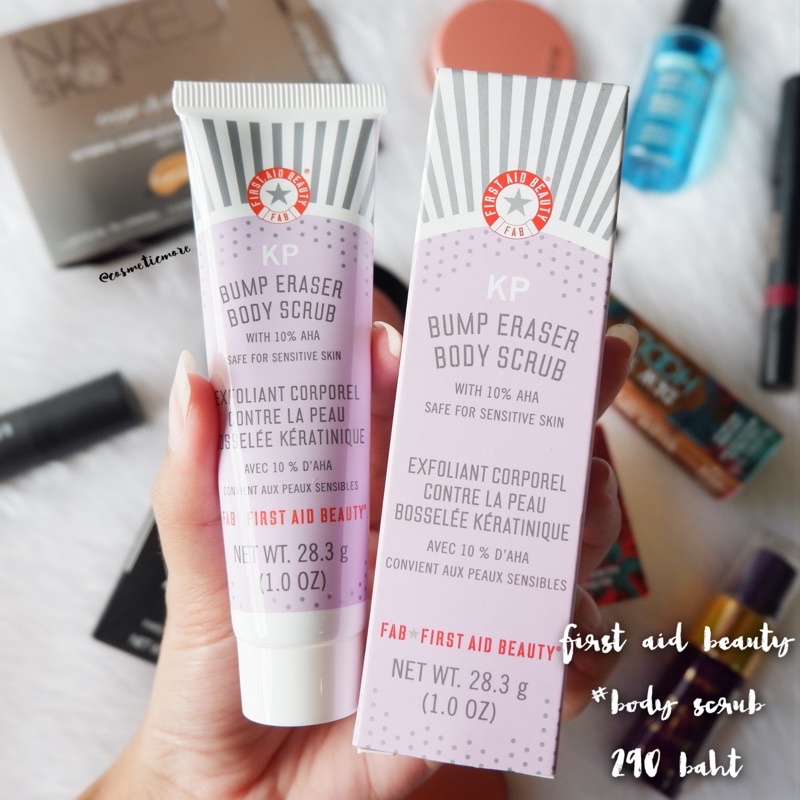 NAKED
SKIN
@cosmeticmore
FIRST AID BEAUTY
FAB
KP
BUMP ERASER
BODY SCRUB
WITH 10% AHA
SAFE FOR SENSITIVE SKIN
EXFOLIANT CORPOREL
CONTRE LA PEAU
BOSSELÉE KÉRATINIQUE
AVEC 10 % D'AHA
CONVIENT AUX PEAUX SENSIBLES
FAB FIRST AID BEAUTY®
NET WT. 28.3 g
(1.0 OZ)
FIRST AID BEAUTY®
FAB
KP
BUMP ERASER
BODY SCRUB
WITH 10% AHA
SAFE FOR SENSITIVE SKIN
EXFOLIANT CORPOREL
CONTRE LA PEAU
BOSSELÉE KÉRATINIQUE
AVEC 10 % D'AHA
CONVIENT AUX PEAUX SENSIBLES
FAB★FIRST AID BEAUTY®
NET WT. 28.3 g
(1.0 OZ)
first aid beauty
#body scrub
290 baht